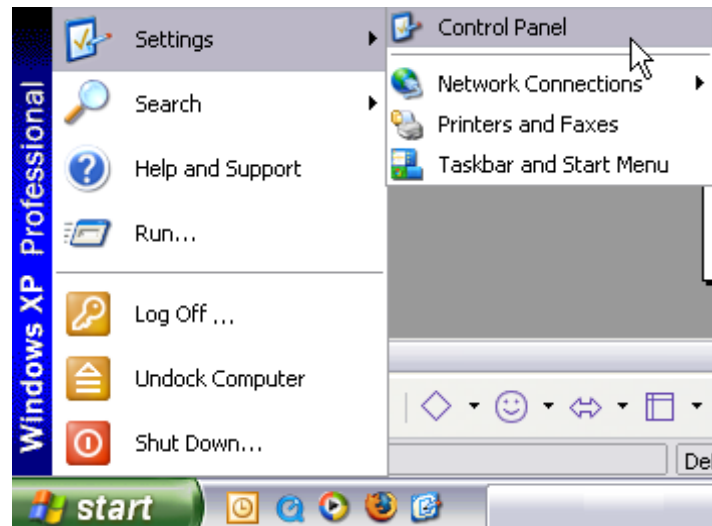 Windows XP Professional
Settings
Search
Help and Support
Run...
Log Off ...
Undock Computer
Shut Down...
Control Panel
Network Connections
Printers and Faxes
Taskbar and Start Menu
Del
start